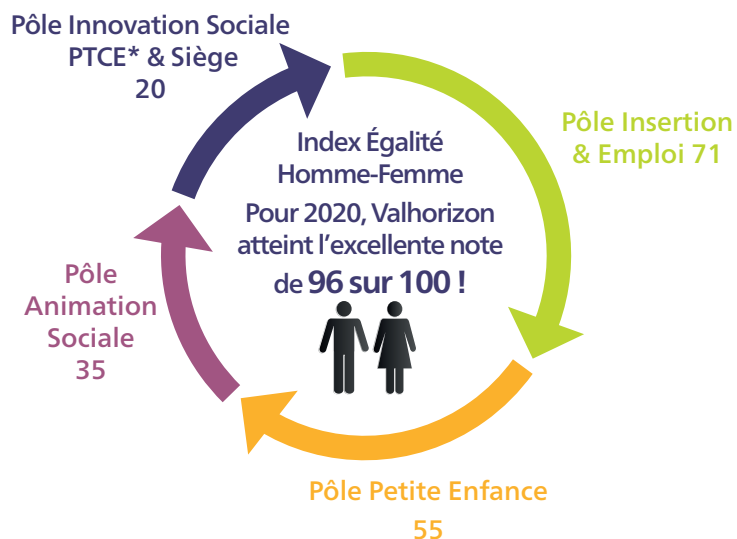 Pôle Innovation Sociale
PTCE* & Siège
20
Pôle Insertion
& Emploi 71
Index Égalité
Homme-Femme
Pour 2020, Valhorizon
atteint l'excellente note
de 96 sur 100 !
Pôle
Animation
Sociale
35
Pôle Petite Enfance
55